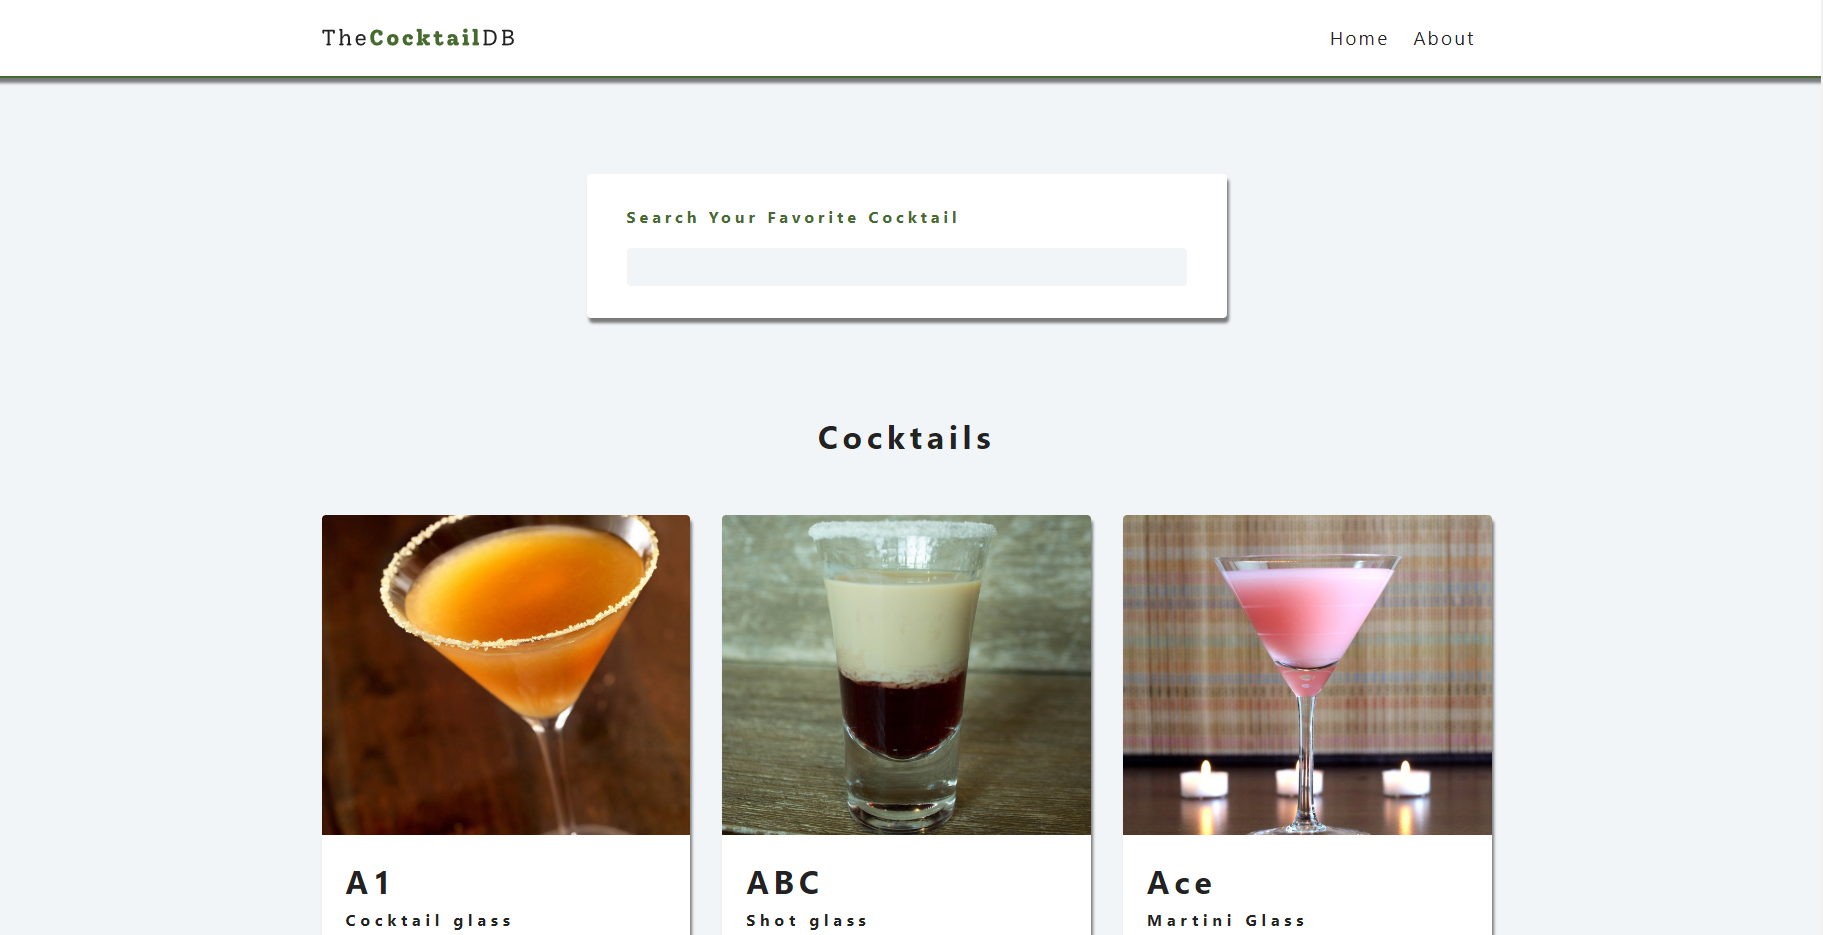 TheCocktailDB
Home About
Search Your Favorite Cocktail
Cocktails
A1
Cocktail glass
ABC
Shot glass
Ace
Martini Glass